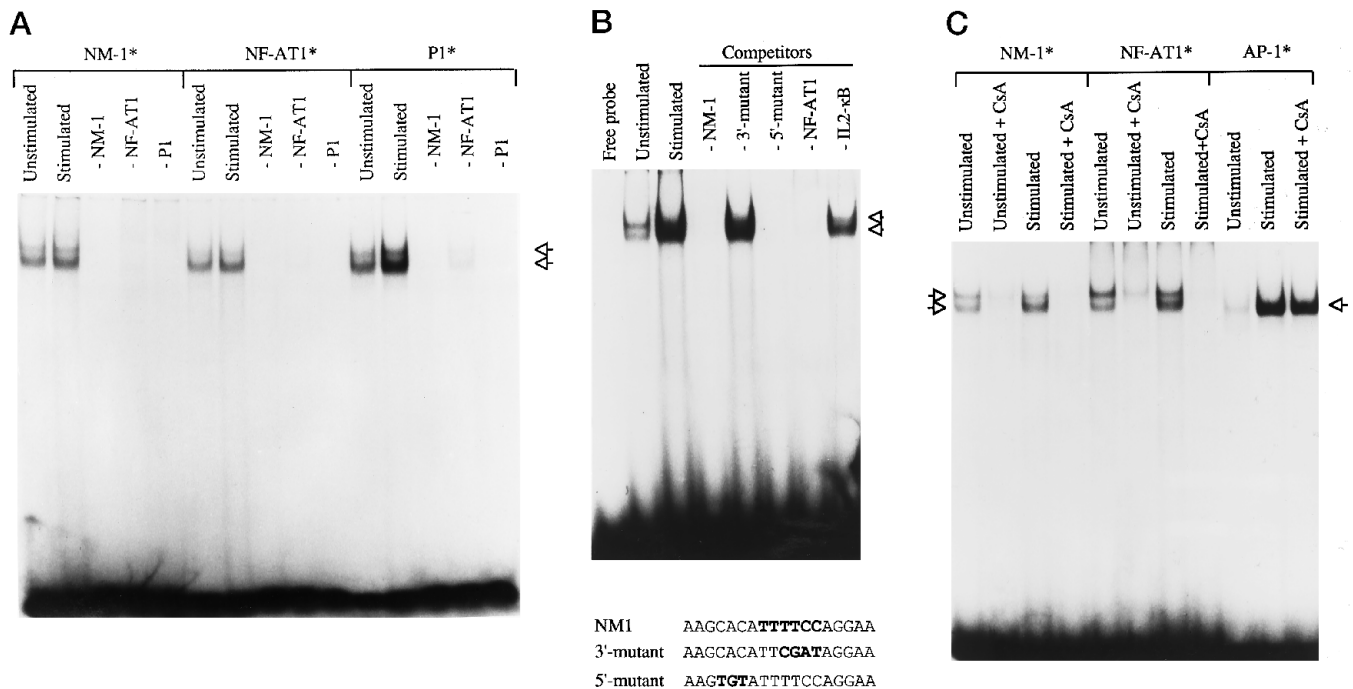 A
NM-1* NF-AT1* P1*
Unstimulated
Stimulated
- NM-1
- NF-AT1
- P1
Unstimulated
Stimulated
- NM-1
- NF-AT1
- P1
Unstimulated
Stimulated
- NM-1
- NF-AT1
- P1
B
Competitors
Free probe
Unstimulated
Stimulated
- NM-1
- 3'-mutant
- 5'-mutant
- NF-AT1
- IL2-κB
NM1 AAGCACATTTTCCAGGAA
3'-mutant AAGCACATTCGATAGGAA
5'-mutant AAGTGTATTTTCCAGGAA
C
NM-1* NF-AT1* AP-1*
Unstimulated
Unstimulated + CsA
Stimulated
Stimulated + CsA
Unstimulated
Unstimulated + CsA
Stimulated
Stimulated+CsA
Unstimulated
Stimulated
Stimulated + CsA